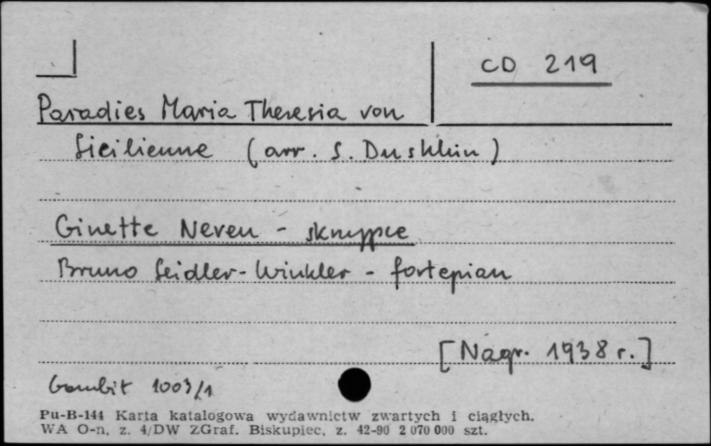 CD 219
Paradies Maria Theresia von
Sicilienne (arr. S. Dushkin)
Ginette Neveu - skrzypce
Bruno Seidler-Winkler - fortepian
[Nagr. 1938 r.]
Gambit 1003/1
Pu-B-144 Karta katalogowa wydawnictw zwartych i ciągłych.
WA O-n, z. 4/DW ZGraf. Biskupiec, z. 42-90 2 070 000 szt.